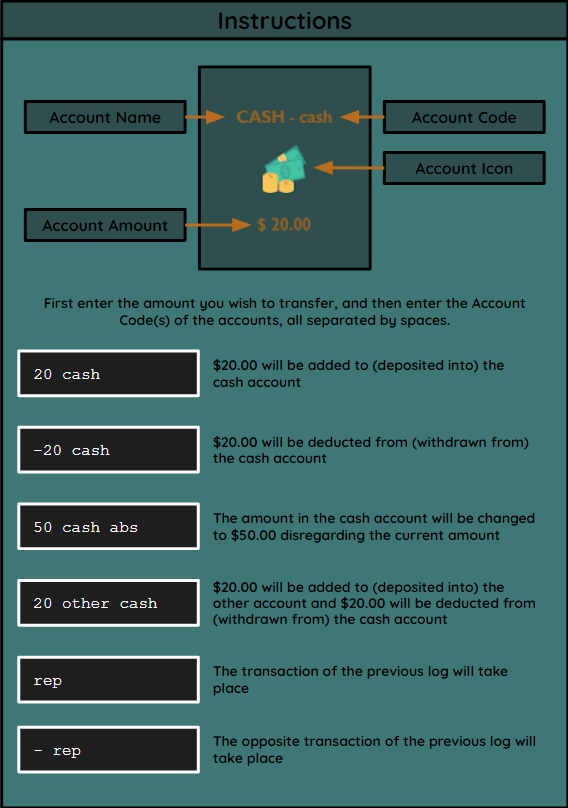 Instructions
Account Name
CASH - cash
Account Code
Account Icon
Account Amount
$ 20.00
First enter the amount you wish to transfer, and then enter the Account
Code(s) of the accounts, all separated by spaces.
20 cash
$20.00 will be added to (deposited into) the
cash account
-20 cash
$20.00 will be deducted from (withdrawn from)
the cash account
50 cash abs
The amount in the cash account will be changed
to $50.00 disregarding the current amount
20 other cash
$20.00 will be added to (deposited into) the
other account and $20.00 will be deducted from
(withdrawn from) the cash account
rep
The transaction of the previous log will take
place
- rep
The opposite transaction of the previous log will
take place